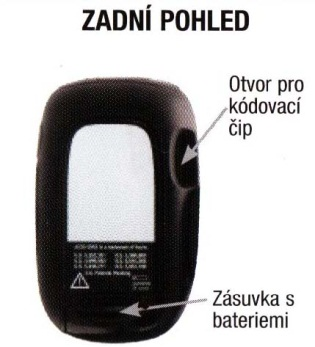 ZADNÍ POHLED
Otvor pro
kódovací
čip
Zásuvka s
bateriemi